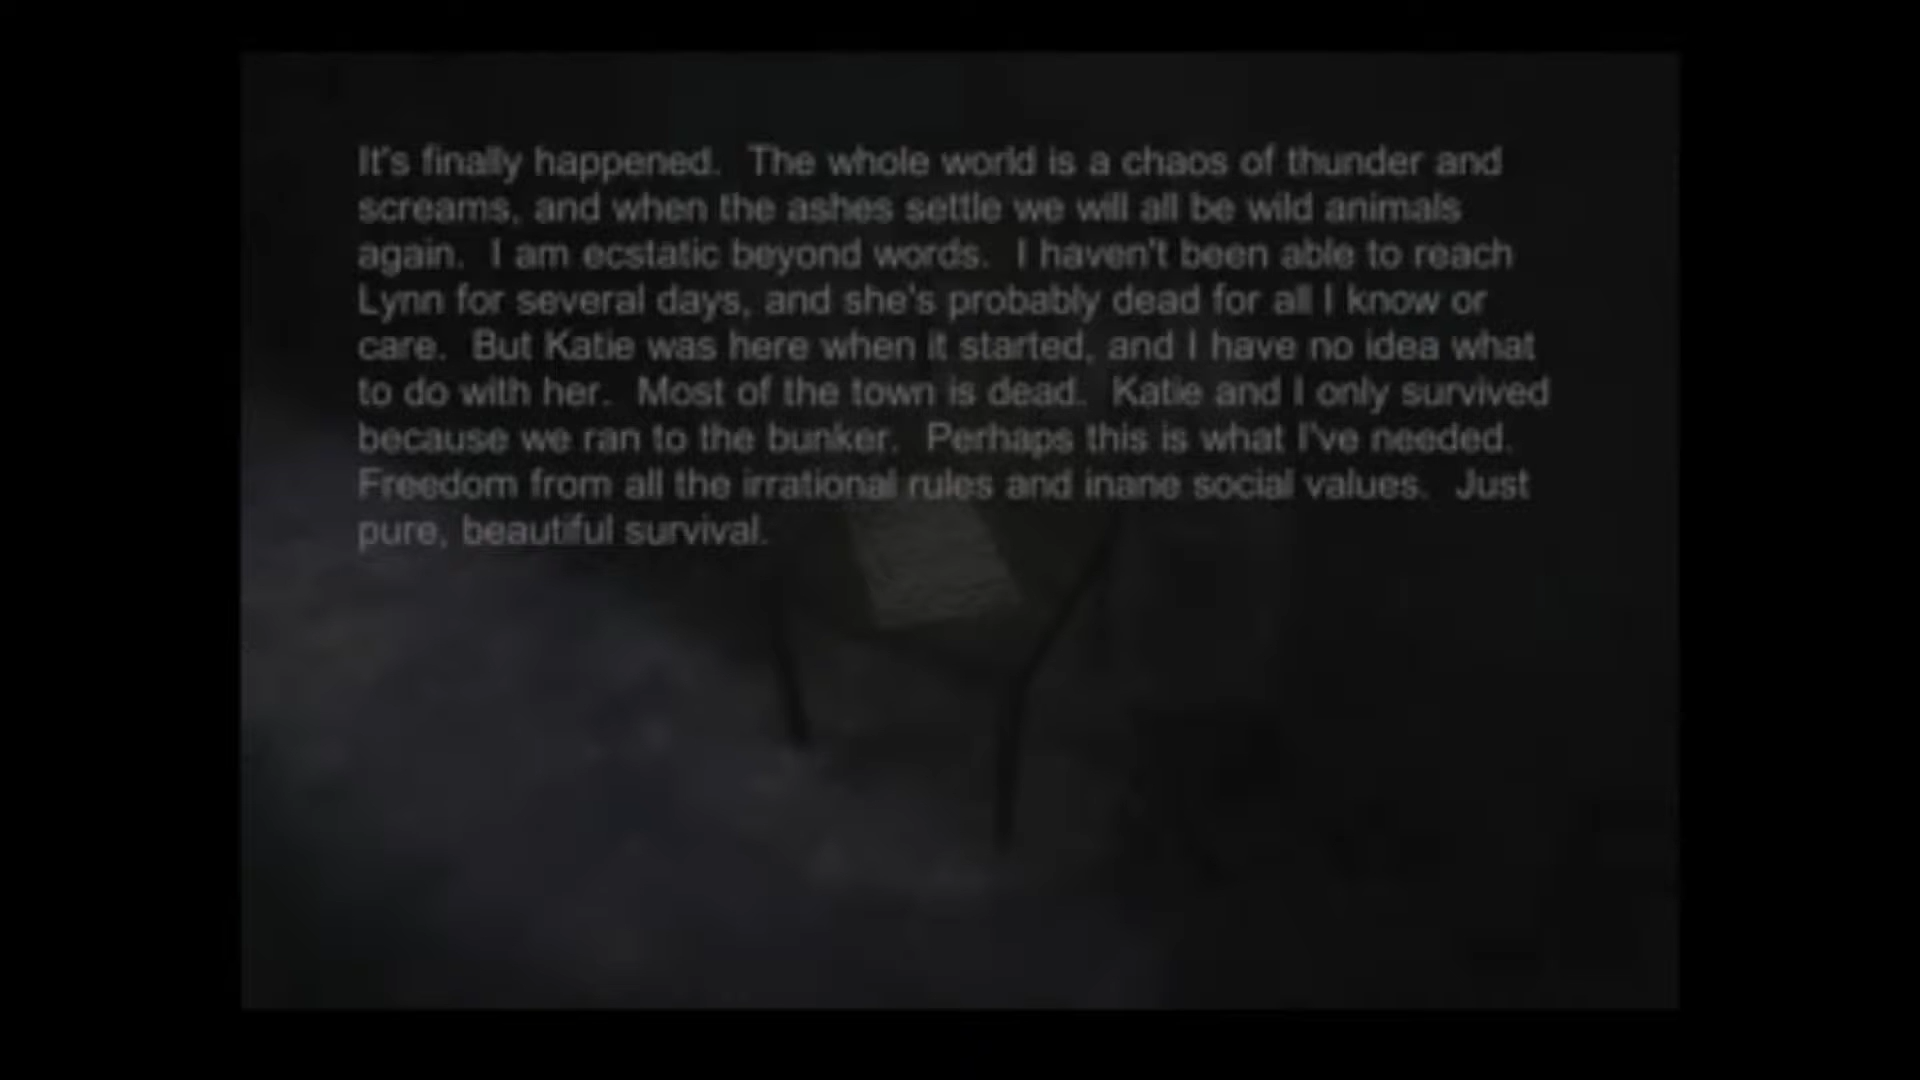 It's finally happened.  The whole world is a chaos of thunder and
screams, and when the ashes settle we will all be wild animals
again.  I am ecstatic beyond words.  I haven't been able to reach
Lynn for several days, and she's probably dead for all I know or
care.  But Katie was here when it started, and I have no idea what
to do with her.  Most of the town is dead.  Katie and I only survived
because we ran to the bunker.  Perhaps this is what I've needed.
Freedom from all the irrational rules and inane social values.  Just
pure, beautiful survival.